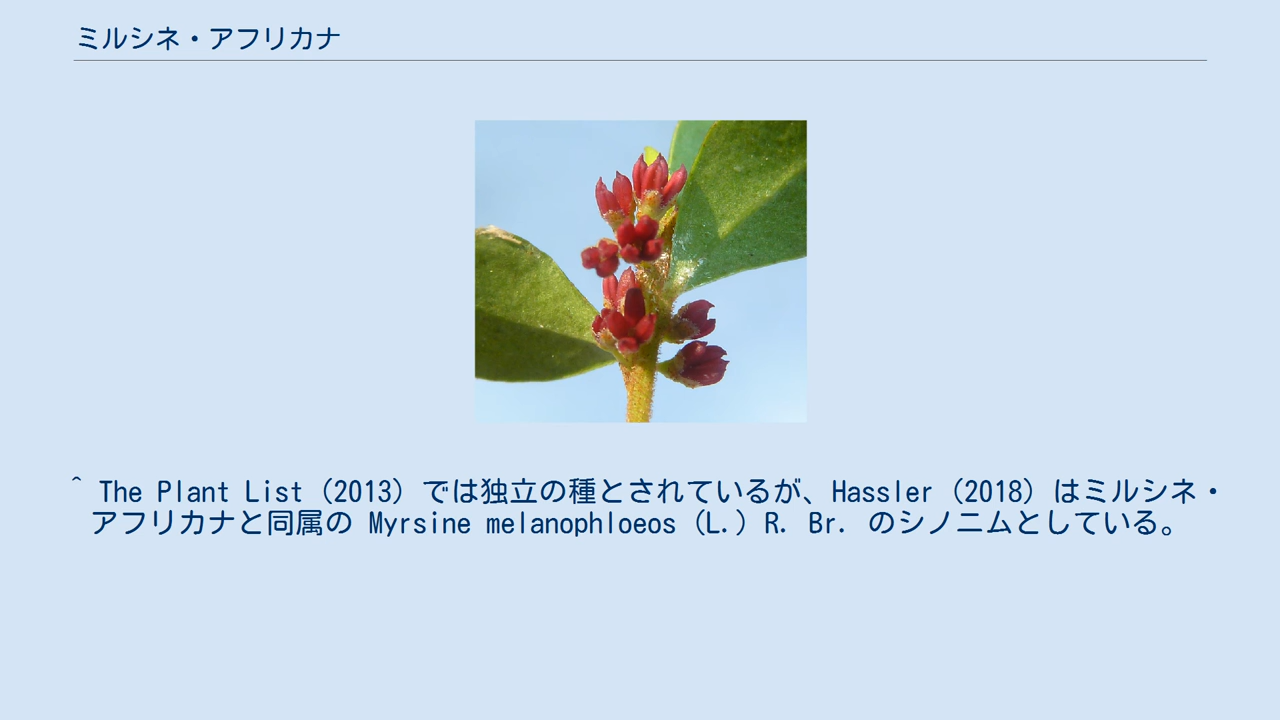 ミルシネ・アフリカナ
^ The Plant List (2013) では独立の種とされているが、Hassler (2018) はミルシネ・
アフリカナと同属の Myrsine melanophloeos (L.) R. Br. のシノニムとしている。